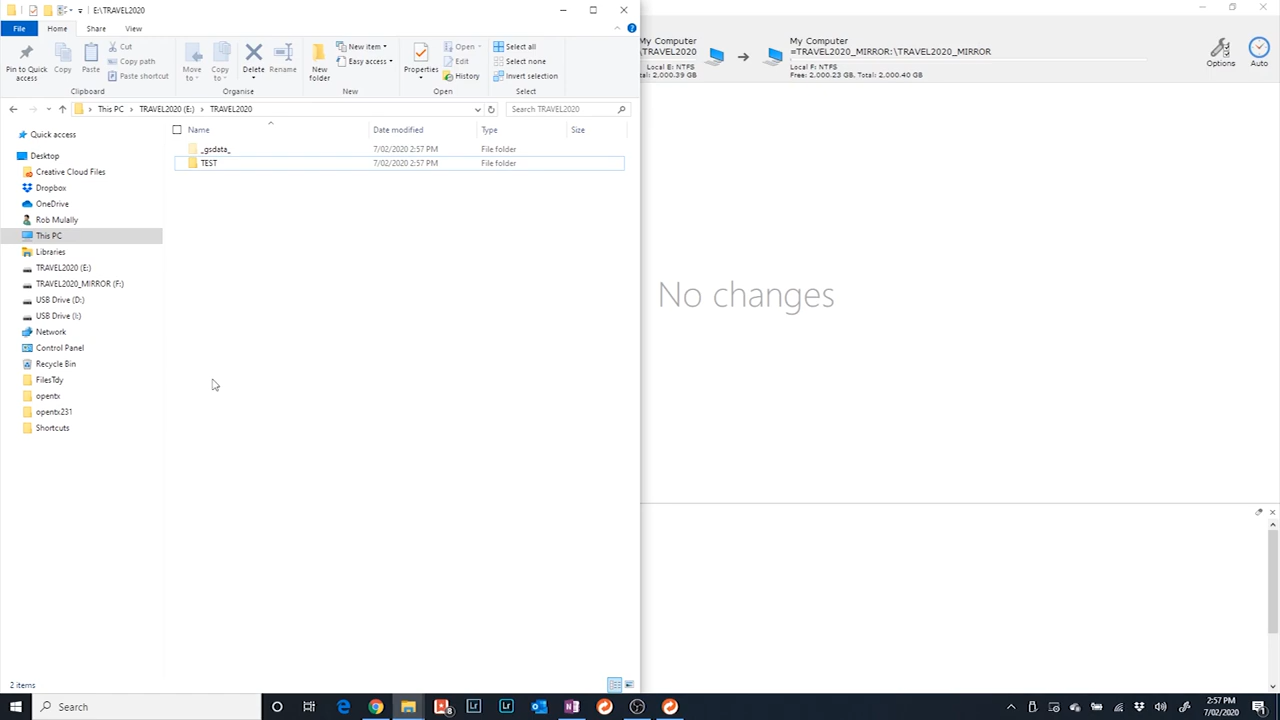 E:\TRAVEL2020
File Home Share View
Pin to Quick access
Copy
Paste
Cut
Copy path
Paste shortcut
Clipboard
Move to
Copy to
Delete
Rename
Organise
New folder
New item
Easy access
New
Properties
Open
Edit
History
Open
Select all
Select none
Invert selection
Select
This PC TRAVEL2020 (E:) TRAVEL2020
Search TRAVEL2020
Name Date modified Type Size
_gsdata_ 7/02/2020 2:57 PM File folder
TEST 7/02/2020 2:57 PM File folder
Quick access
Desktop
Creative Cloud Files
Dropbox
OneDrive
Rob Mulally
This PC
Libraries
TRAVEL2020 (E:)
TRAVEL2020_MIRROR (F:)
USB Drive (D:)
USB Drive (I:)
Network
Control Panel
Recycle Bin
FilesTdy
opentx
opentx231
Shortcuts
2 items
My Computer
\TRAVEL2020
Local E: NTFS
2,000.39 GB
My Computer
=TRAVEL2020_MIRROR:\TRAVEL2020_MIRROR
Local F: NTFS
Free: 2,000.23 GB, Total: 2,000.40 GB
Options
Auto
No changes
Search
8
2:57 PM
7/02/2020
1